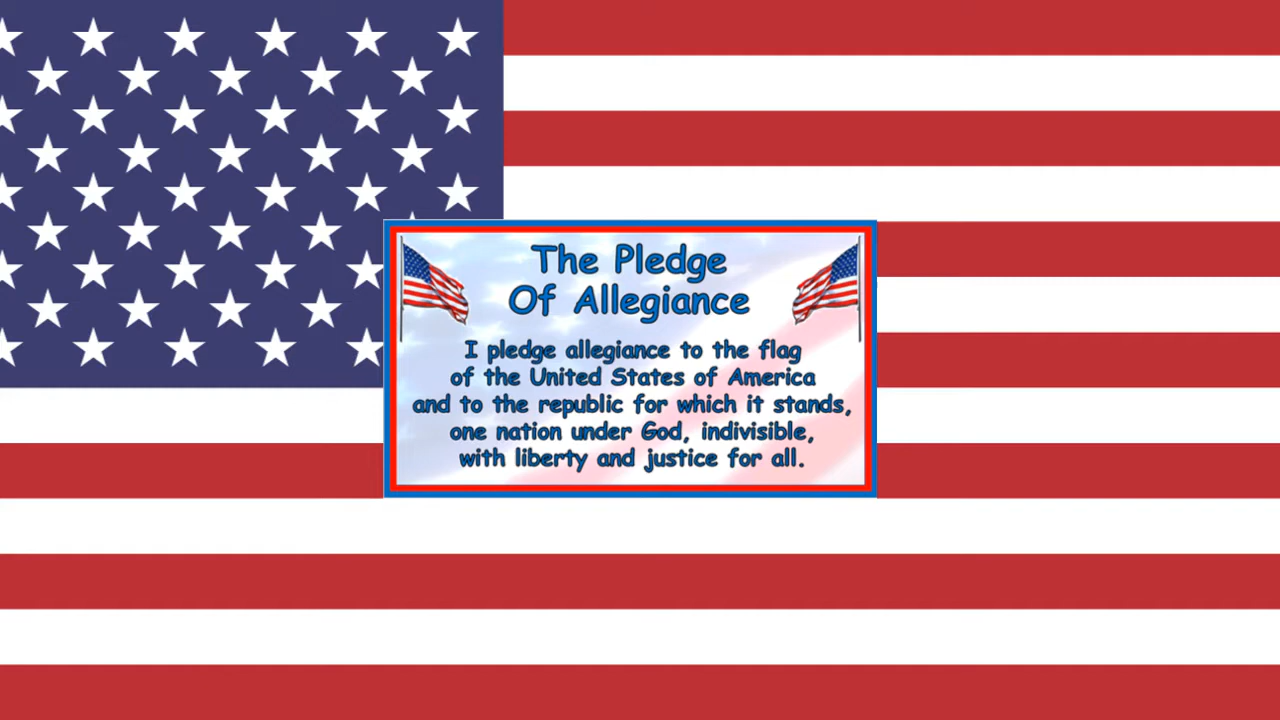 The Pledge
Of Allegiance
I pledge allegiance to the flag
of the United States of America
and to the republic for which it stands,
one nation under God, indivisible,
with liberty and justice for all.